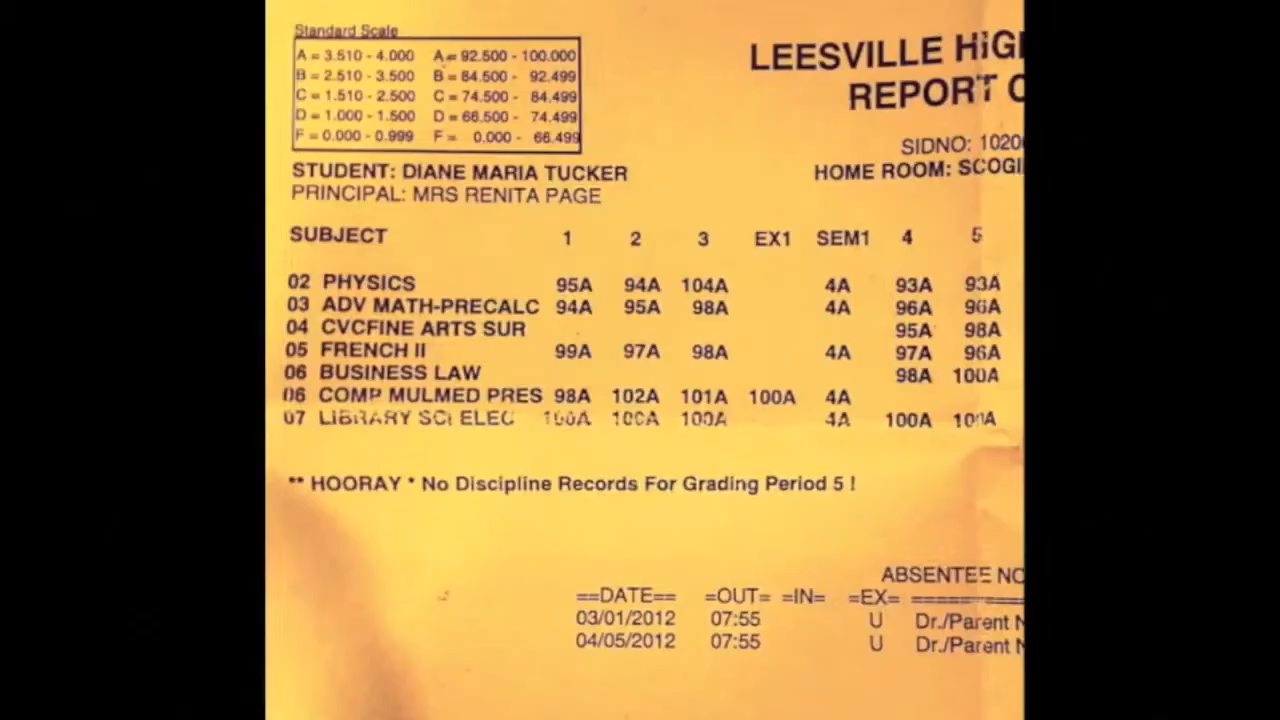 Standard Scale
A = 3.510 - 4.000 A = 92.500 - 100.000
B = 2.510 - 3.500 B = 84.500 - 92.499
C = 1.510 - 2.500 C = 74.500 - 84.499
D = 1.000 - 1.500 D = 66.500 - 74.499
F = 0.000 - 0.999 F = 0.000 - 66.499
LEESVILLE HIG
REPORT C
SIDNO: 1020
HOME ROOM: SCOGI
STUDENT: DIANE MARIA TUCKER
PRINCIPAL: MRS RENITA PAGE
SUBJECT 1 2 3 EX1 SEM1 4 5
02 PHYSICS 95A 94A 104A 4A 93A 93A
03 ADV MATH-PRECALC 94A 95A 98A 4A 96A 96A
04 CVCFINE ARTS SUR 95A 98A
05 FRENCH II 99A 97A 98A 4A 97A 96A
06 BUSINESS LAW 98A 100A
06 COMP MULMED PRES 98A 102A 101A 100A 4A
07 LIBRARY SCI ELEC 100A 100A 100A 4A 100A 100A
** HOORAY * No Discipline Records For Grading Period 5 !
ABSENTEE NO
==DATE== =OUT= =IN= =EX= ==========
03/01/2012 07:55 U Dr./Parent N
04/05/2012 07:55 U Dr./Parent N